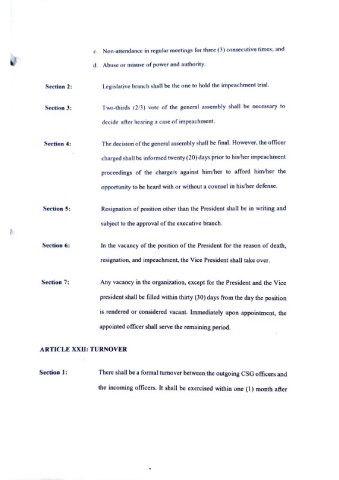 c. Non-attendance in regular meetings for three (3) consecutive times; and
d. Abuse or misuse of power and authority.
Section 2: Legislative branch shall be the one to hold the impeachment trial.
Section 3: Two-thirds (2/3) vote of the general assembly shall be necessary to
decide after hearing a case of impeachment.
Section 4: The decision of the general assembly shall be final. However, the officer
charged shall be informed twenty (20) days prior to his/her impeachment
proceedings of the charge/s against him/her to afford him/her the
opportunity to be heard with or without a counsel in his/her defense.
Section 5: Resignation of position other than the President shall be in writing and
subject to the approval of the executive branch.
Section 6: In the vacancy of the position of the President for the reason of death,
resignation, and impeachment, the Vice President shall take over.
Section 7: Any vacancy in the organization, except for the President and the Vice
president shall be filled within thirty (30) days from the day the position
is rendered or considered vacant. Immediately upon appointment, the
appointed officer shall serve the remaining period.
ARTICLE XXII: TURNOVER
Section 1: There shall be a formal turnover between the outgoing CSG officers and
the incoming officers. It shall be exercised within one (1) month after